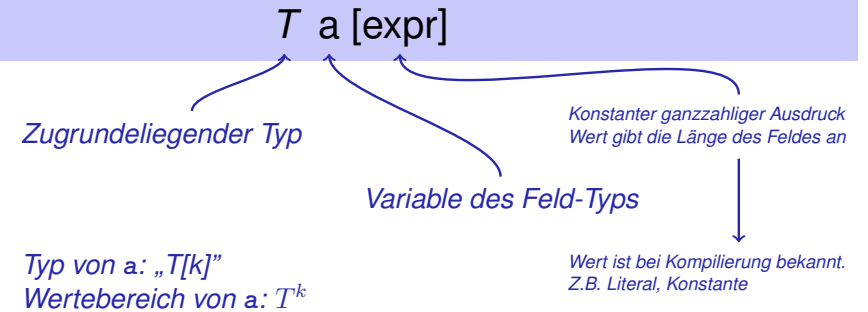 T a [expr]
Zugrundeliegender Typ
Konstanter ganzzahliger Ausdruck
Wert gibt die Länge des Feldes an
Variable des Feld-Typs
Typ von a: „T[k]”
Wertebereich von a: T^k
Wert ist bei Kompilierung bekannt.
Z.B. Literal, Konstante